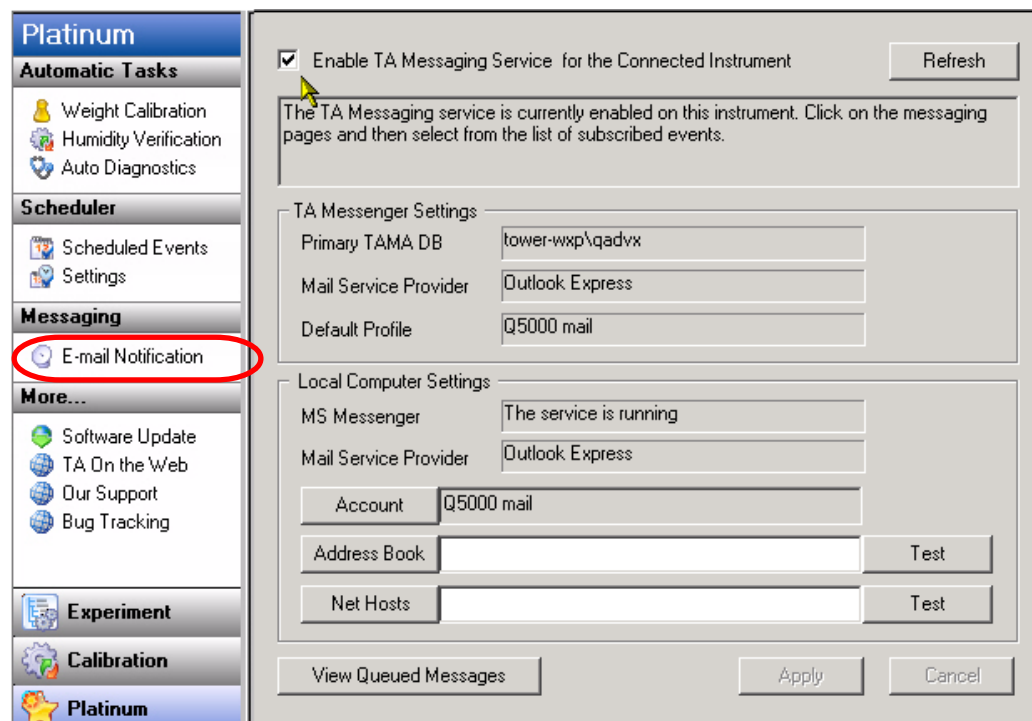 Platinum
Automatic Tasks
Weight Calibration
Humidity Verification
Auto Diagnostics
Scheduler
Scheduled Events
Settings
Messaging
E-mail Notification
More...
Software Update
TA On the Web
Our Support
Bug Tracking
Experiment
Calibration
Platinum
Enable TA Messaging Service for the Connected Instrument
Refresh
The TA Messaging service is currently enabled on this instrument. Click on the messaging
pages and then select from the list of subscribed events.
TA Messenger Settings
Primary TAMA DB tower-wxp\qadvx
Mail Service Provider Outlook Express
Default Profile Q5000 mail
Local Computer Settings
MS Messenger The service is running
Mail Service Provider Outlook Express
Account Q5000 mail
Address Book Test
Net Hosts Test
View Queued Messages Apply Cancel